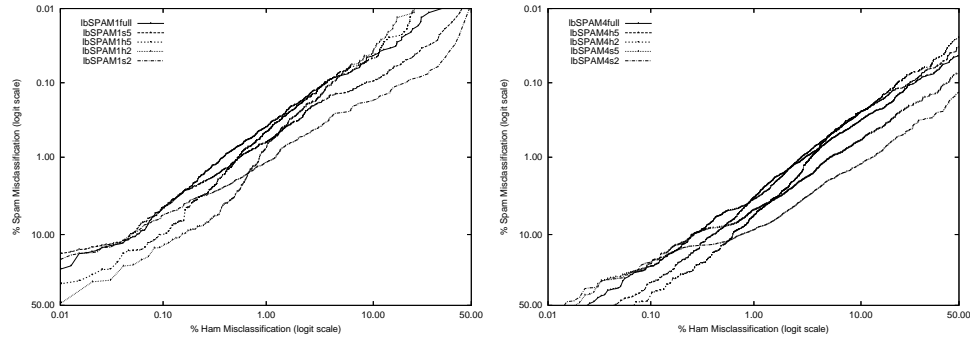 0.01
0.10
1.00
10.00
50.00
% Spam Misclassification (logit scale)
lbSPAM1full
lbSPAM1s5
lbSPAM1h5
lbSPAM1h2
lbSPAM1s2
0.01 0.10 1.00 10.00 50.00
% Ham Misclassification (logit scale)
0.01
0.10
1.00
10.00
50.00
% Spam Misclassification (logit scale)
lbSPAM4full
lbSPAM4h5
lbSPAM4h2
lbSPAM4s5
lbSPAM4s2
0.01 0.10 1.00 10.00 50.00
% Ham Misclassification (logit scale)